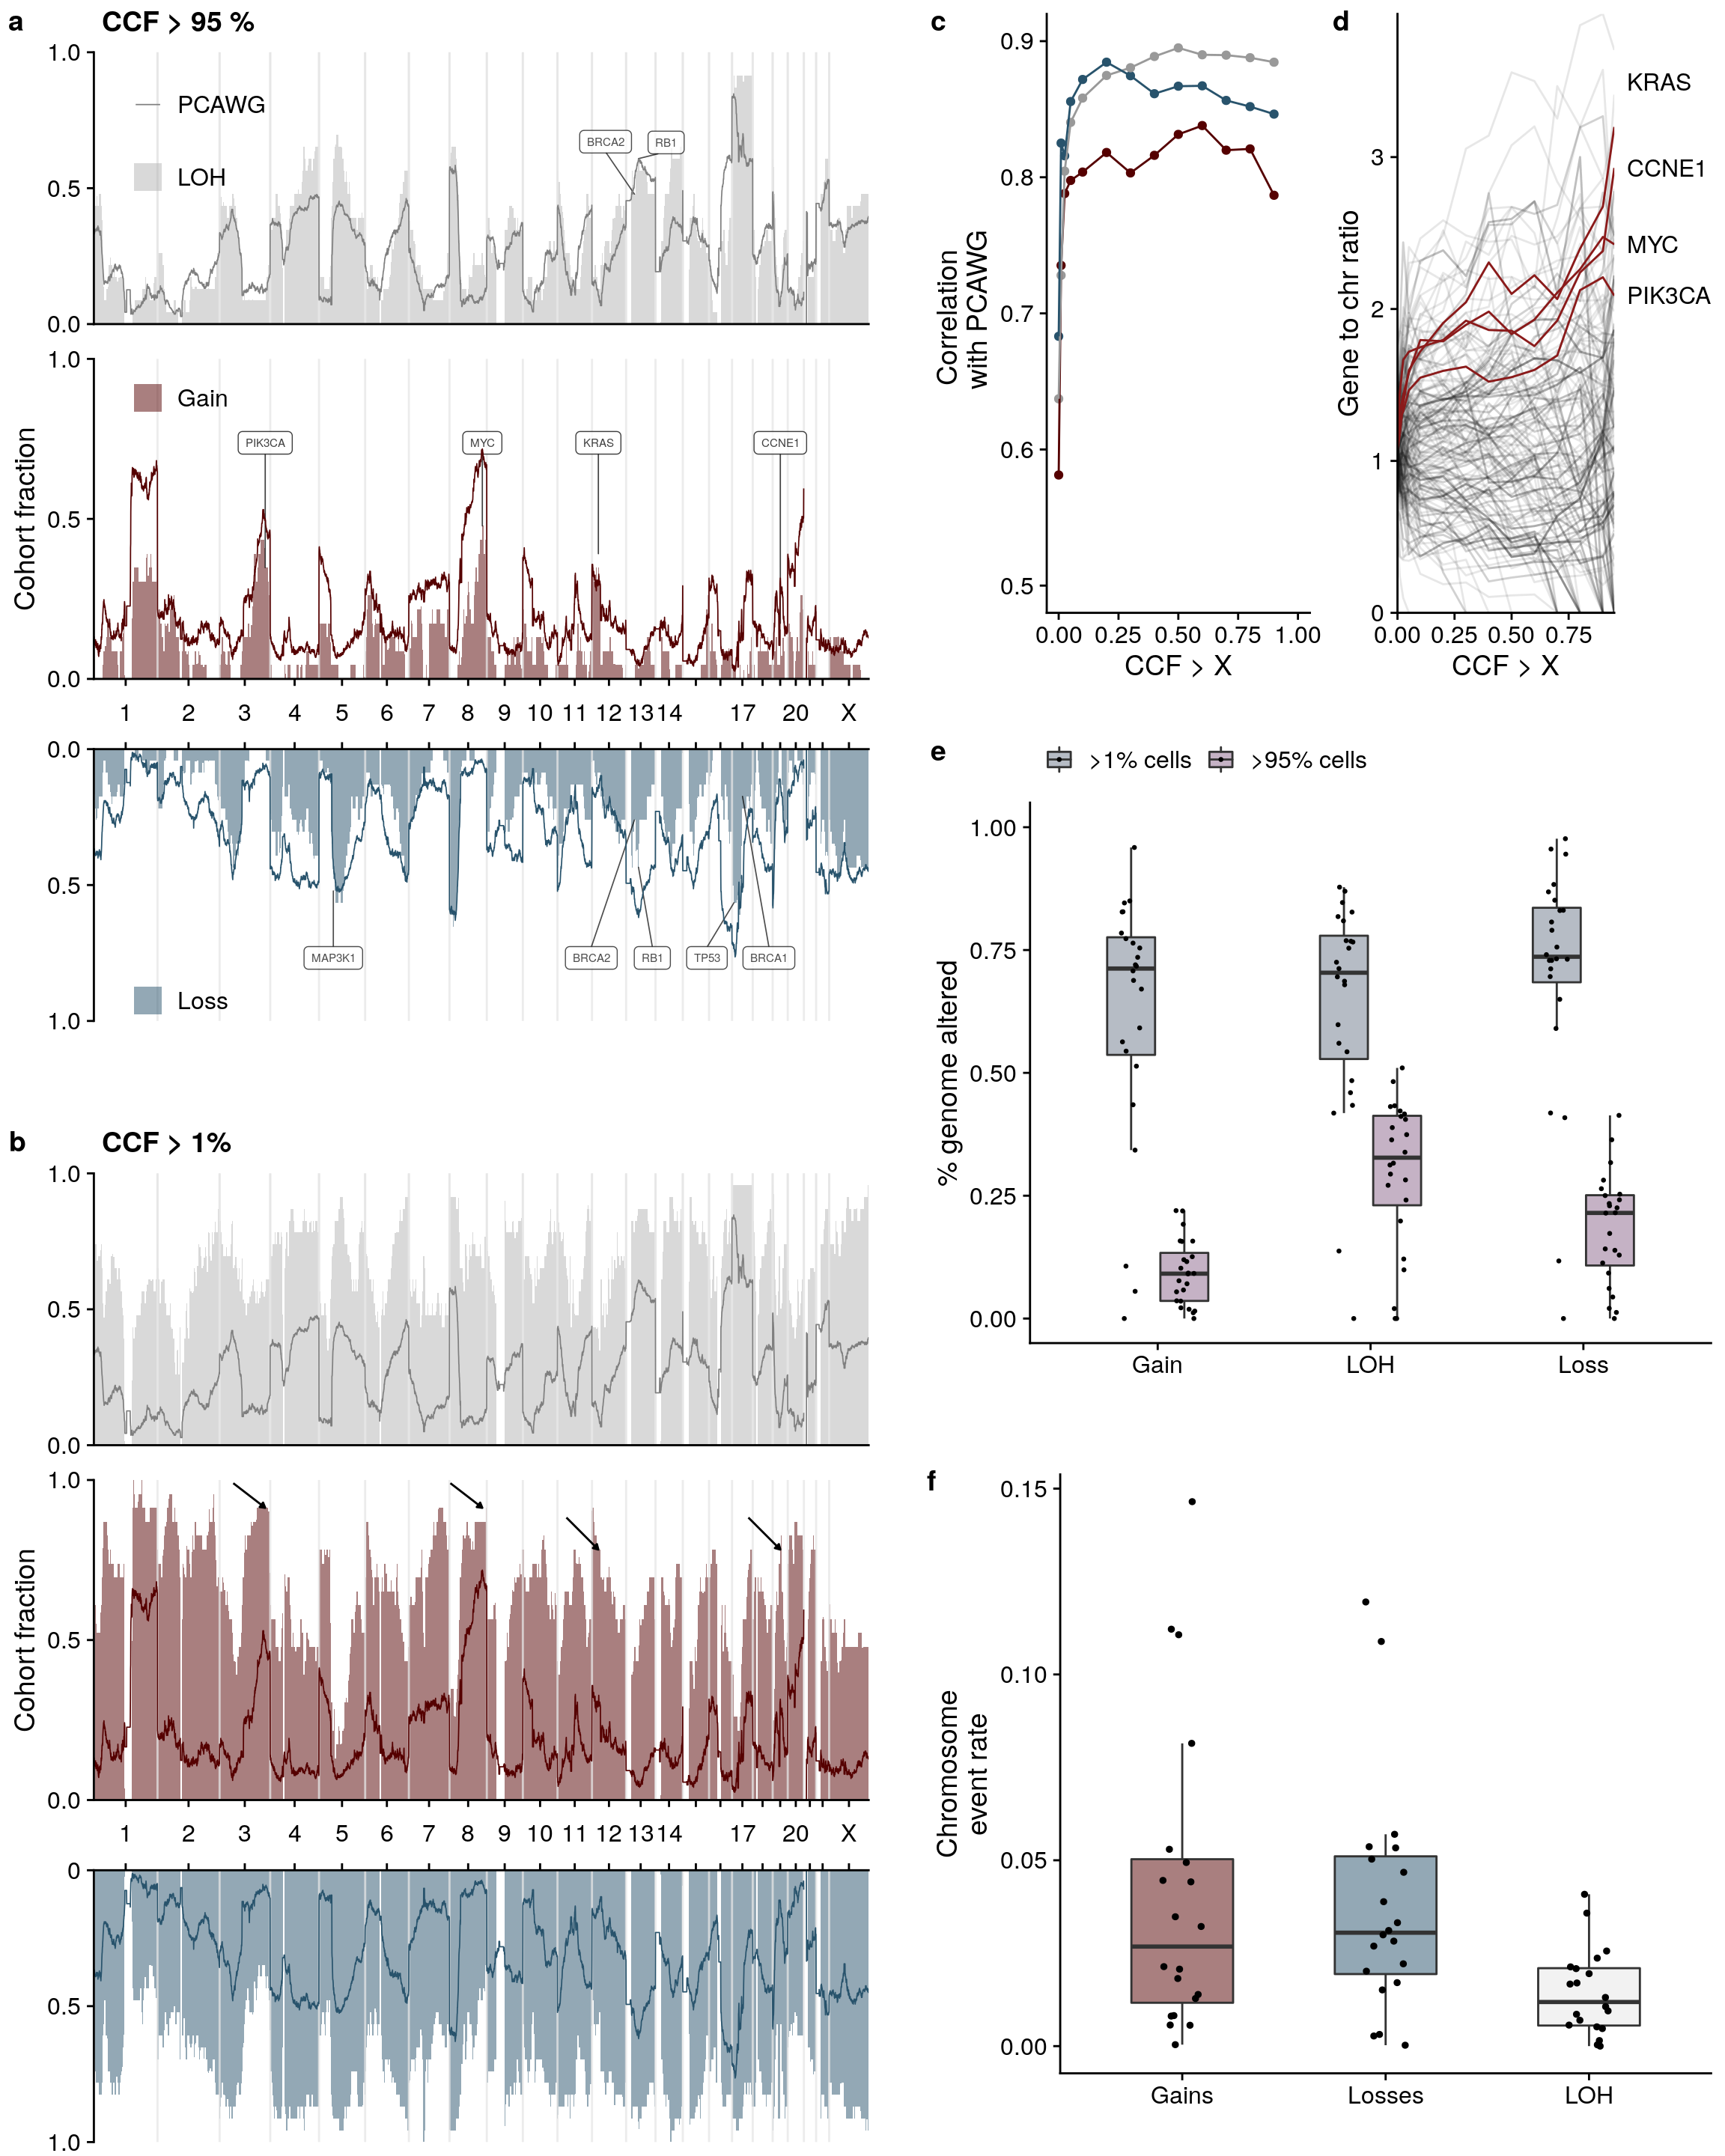 a
CCF > 95 %
1.0
0.5
0.0
PCAWG
LOH
BRCA2
RB1
Cohort fraction
1.0
0.5
0.0
Gain
PIK3CA
MYC
KRAS
CCNE1
1
2
3
4
5
6
7
8
9
10
11
12
13
14
17
20
X
0.0
0.5
1.0
MAP3K1
BRCA2
RB1
TP53
BRCA1
Loss
b
CCF > 1%
1.0
0.5
0.0
Cohort fraction
1.0
0.5
0.0
1
2
3
4
5
6
7
8
9
10
11
12
13
14
17
20
X
0
0.5
1.0
c
Correlation
with PCAWG
0.9
0.8
0.7
0.6
0.5
0.00
0.25
0.50
0.75
1.00
CCF > X
d
Gene to chr ratio
3
2
1
0
0.00
0.25
0.50
0.75
CCF > X
KRAS
CCNE1
MYC
PIK3CA
e
>1% cells
>95% cells
% genome altered
1.00
0.75
0.50
0.25
0.00
Gain
LOH
Loss
f
Chromosome
event rate
0.15
0.10
0.05
0.00
Gains
Losses
LOH